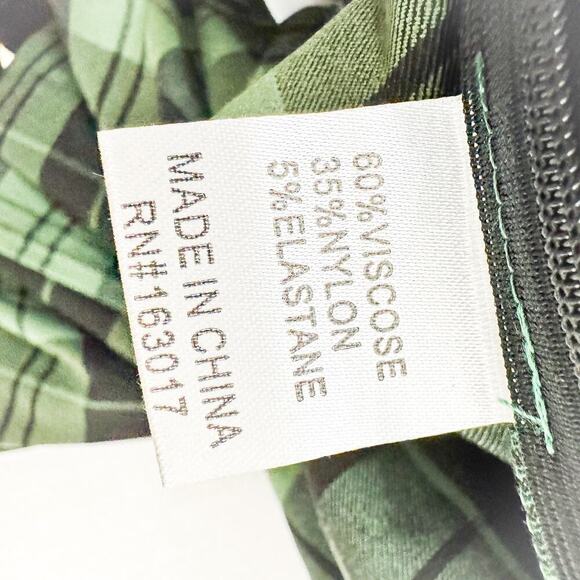 60%VISCOSE
35%NYLON
5%ELASTANE
MADE IN CHINA
RN#163017